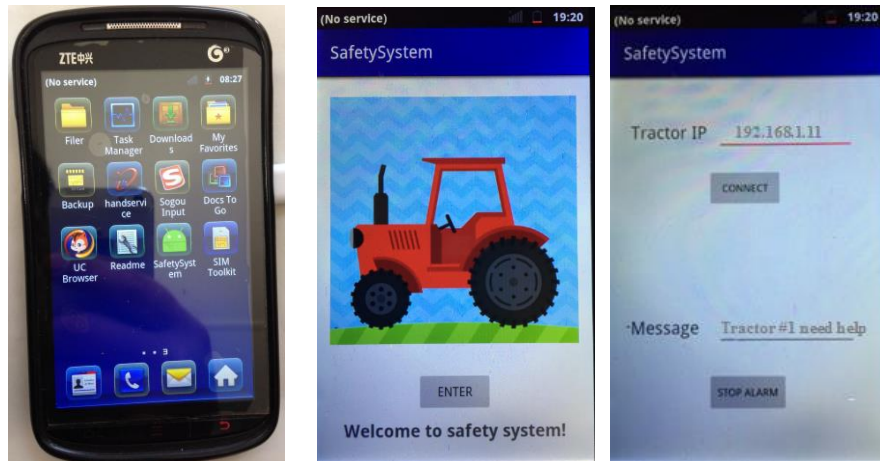 ZTE中兴
G
(No service)
08:27
Filer
Task
Manager
Download
s
My
Favorites
Backup
handservi
ce
Sogou
Input
Docs To
Go
UC
Browser
Readme
SafetySyst
em
SIM
Toolkit
3
(No service)
19:20
SafetySystem
ENTER
Welcome to safety system!
(No service)
19:20
SafetySystem
Tractor IP
192.168.1.11
CONNECT
Message
Tractor #1 need help
STOP ALARM